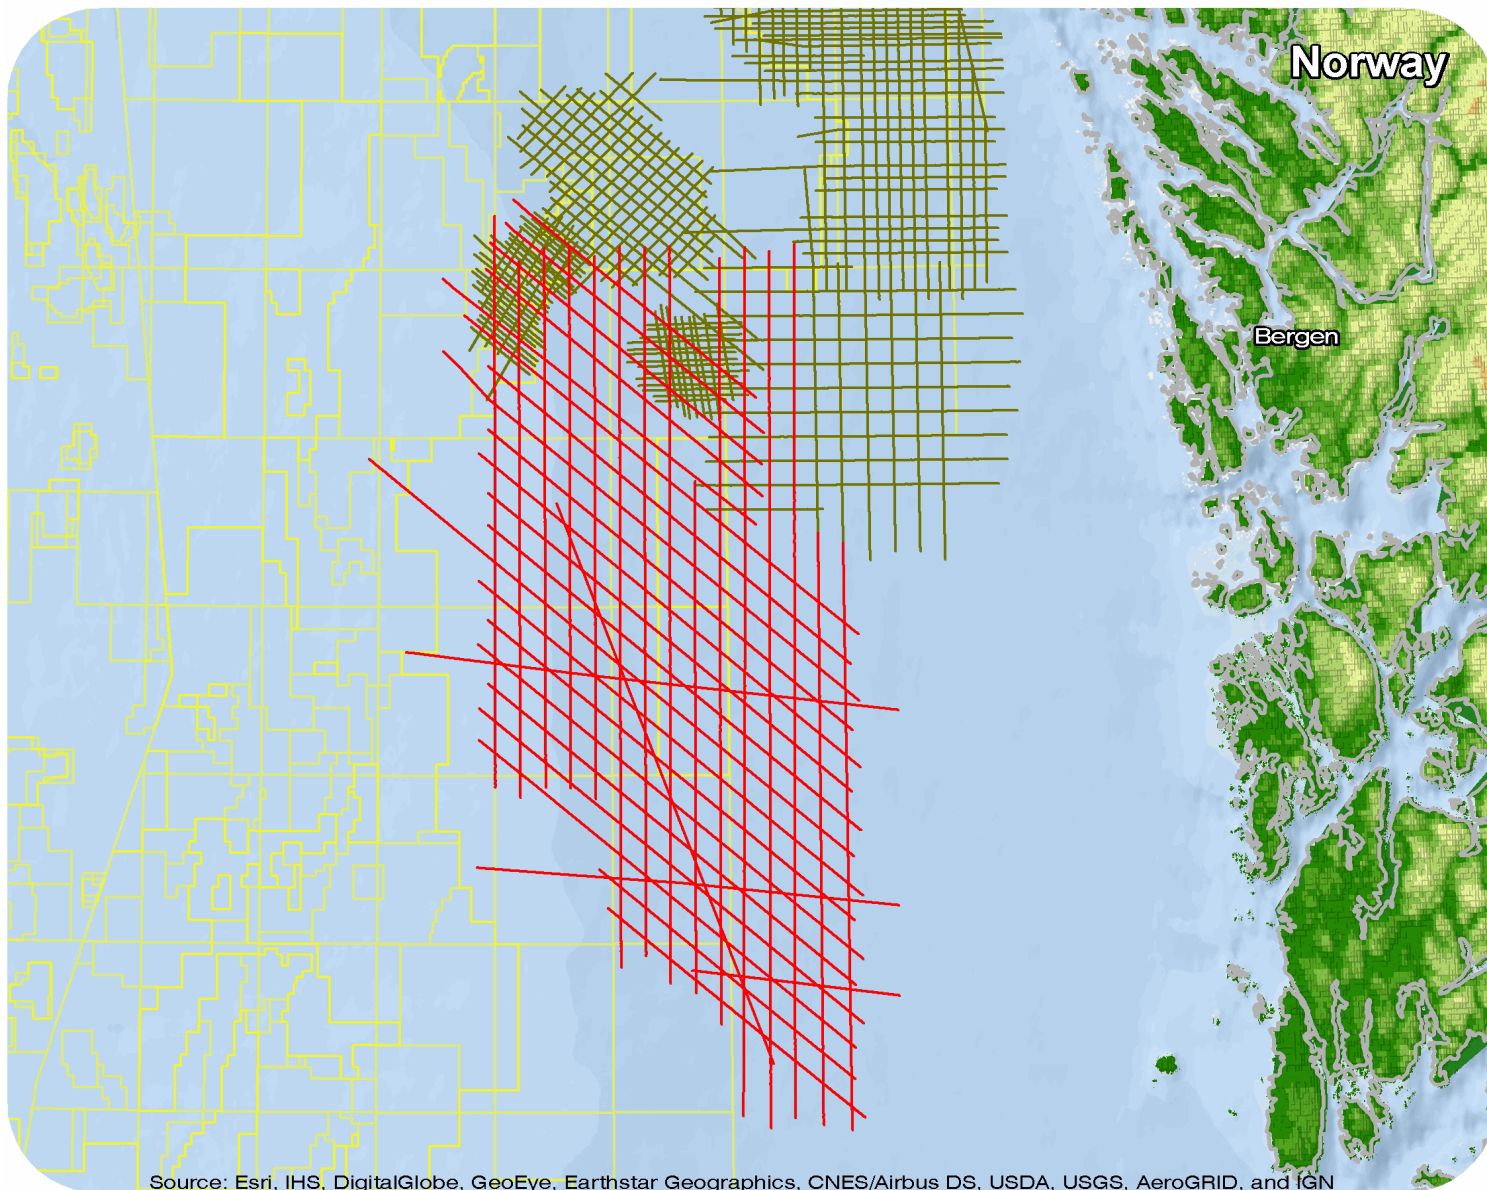 Norway
Bergen
Source: Esri, IHS, DigitalGlobe, GeoEye, Earthstar Geographics, CNES/Airbus DS, USDA, USGS, AeroGRID, and IGN